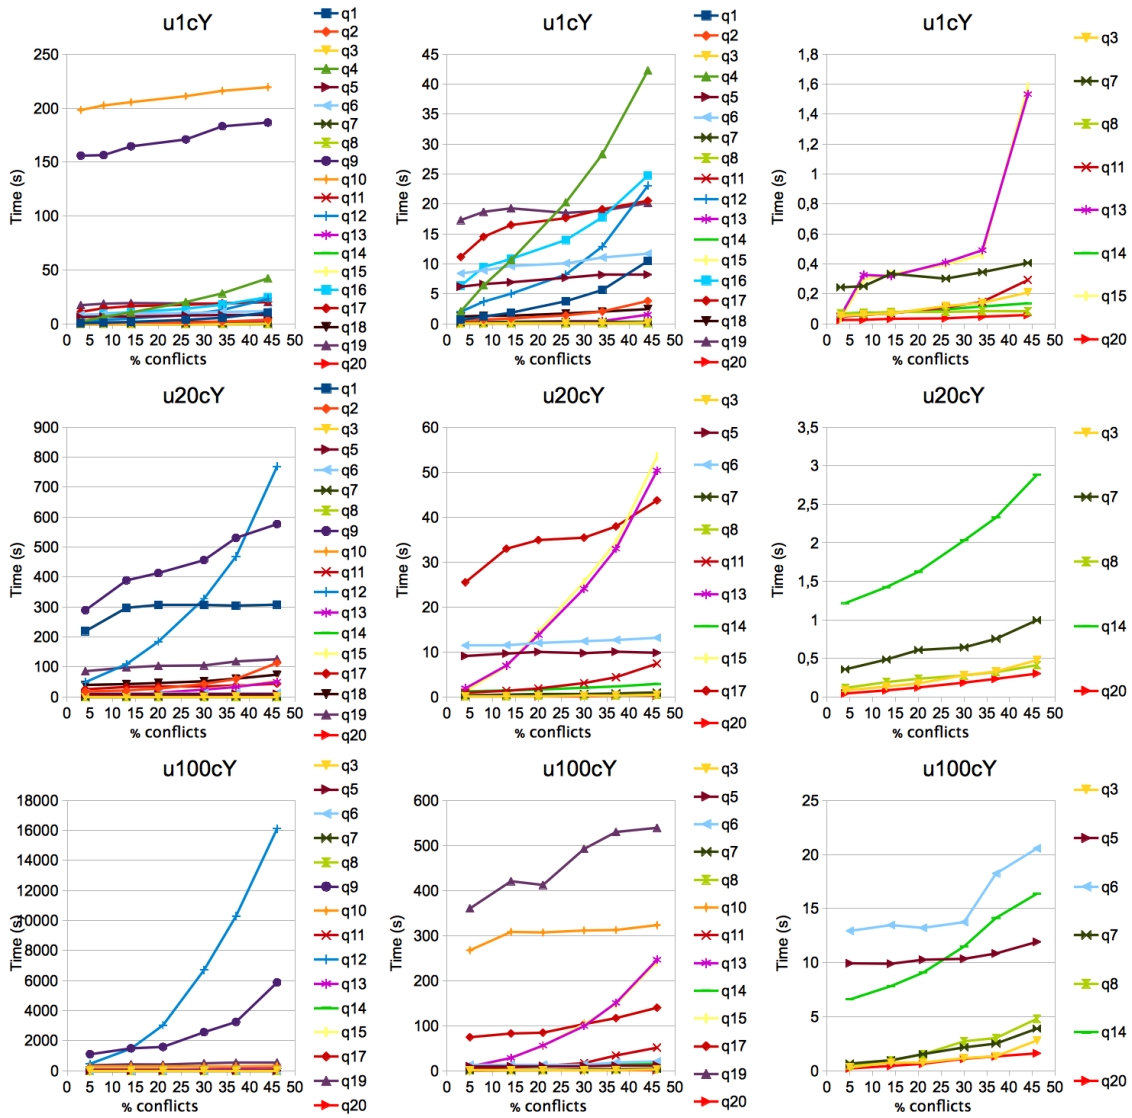 u1cY
250
200
150
100
50
0
Time (s)
0 5 10 15 20 25 30 35 40 45 50
% conflicts
q1
q2
q3
q4
q5
q6
q7
q8
q9
q10
q11
q12
q13
q14
q15
q16
q17
q18
q19
q20
u1cY
45
40
35
30
25
20
15
10
5
0
Time (s)
0 5 10 15 20 25 30 35 40 45 50
% conflicts
q1
q2
q3
q4
q5
q6
q7
q8
q11
q12
q13
q14
q15
q16
q17
q18
q19
q20
u1cY
1,8
1,6
1,4
1,2
1
0,8
0,6
0,4
0,2
0
Time (s)
0 5 10 15 20 25 30 35 40 45 50
% conflicts
q3
q7
q8
q11
q13
q14
q15
q20
u20cY
900
800
700
600
500
400
300
200
100
0
Time (s)
0 5 10 15 20 25 30 35 40 45 50
% conflicts
q1
q2
q3
q5
q6
q7
q8
q9
q10
q11
q12
q13
q14
q15
q17
q18
q19
q20
u20cY
60
50
40
30
20
10
0
Time (s)
0 5 10 15 20 25 30 35 40 45 50
% conflicts
q3
q5
q6
q7
q8
q11
q13
q14
q15
q17
q20
u20cY
3,5
3
2,5
2
1,5
1
0,5
0
Time (s)
0 5 10 15 20 25 30 35 40 45 50
% conflicts
q3
q7
q8
q14
q20
u100cY
18000
16000
14000
12000
10000
8000
6000
4000
2000
0
Time (s)
0 5 10 15 20 25 30 35 40 45 50
% conflicts
q3
q5
q6
q7
q8
q9
q10
q11
q12
q13
q14
q15
q17
q19
q20
u100cY
600
500
400
300
200
100
0
Time (s)
0 5 10 15 20 25 30 35 40 45 50
% conflicts
q3
q5
q6
q7
q8
q10
q11
q13
q14
q15
q17
q19
q20
u100cY
25
20
15
10
5
0
Time (s)
0 5 10 15 20 25 30 35 40 45 50
% conflicts
q3
q5
q6
q7
q8
q14
q20